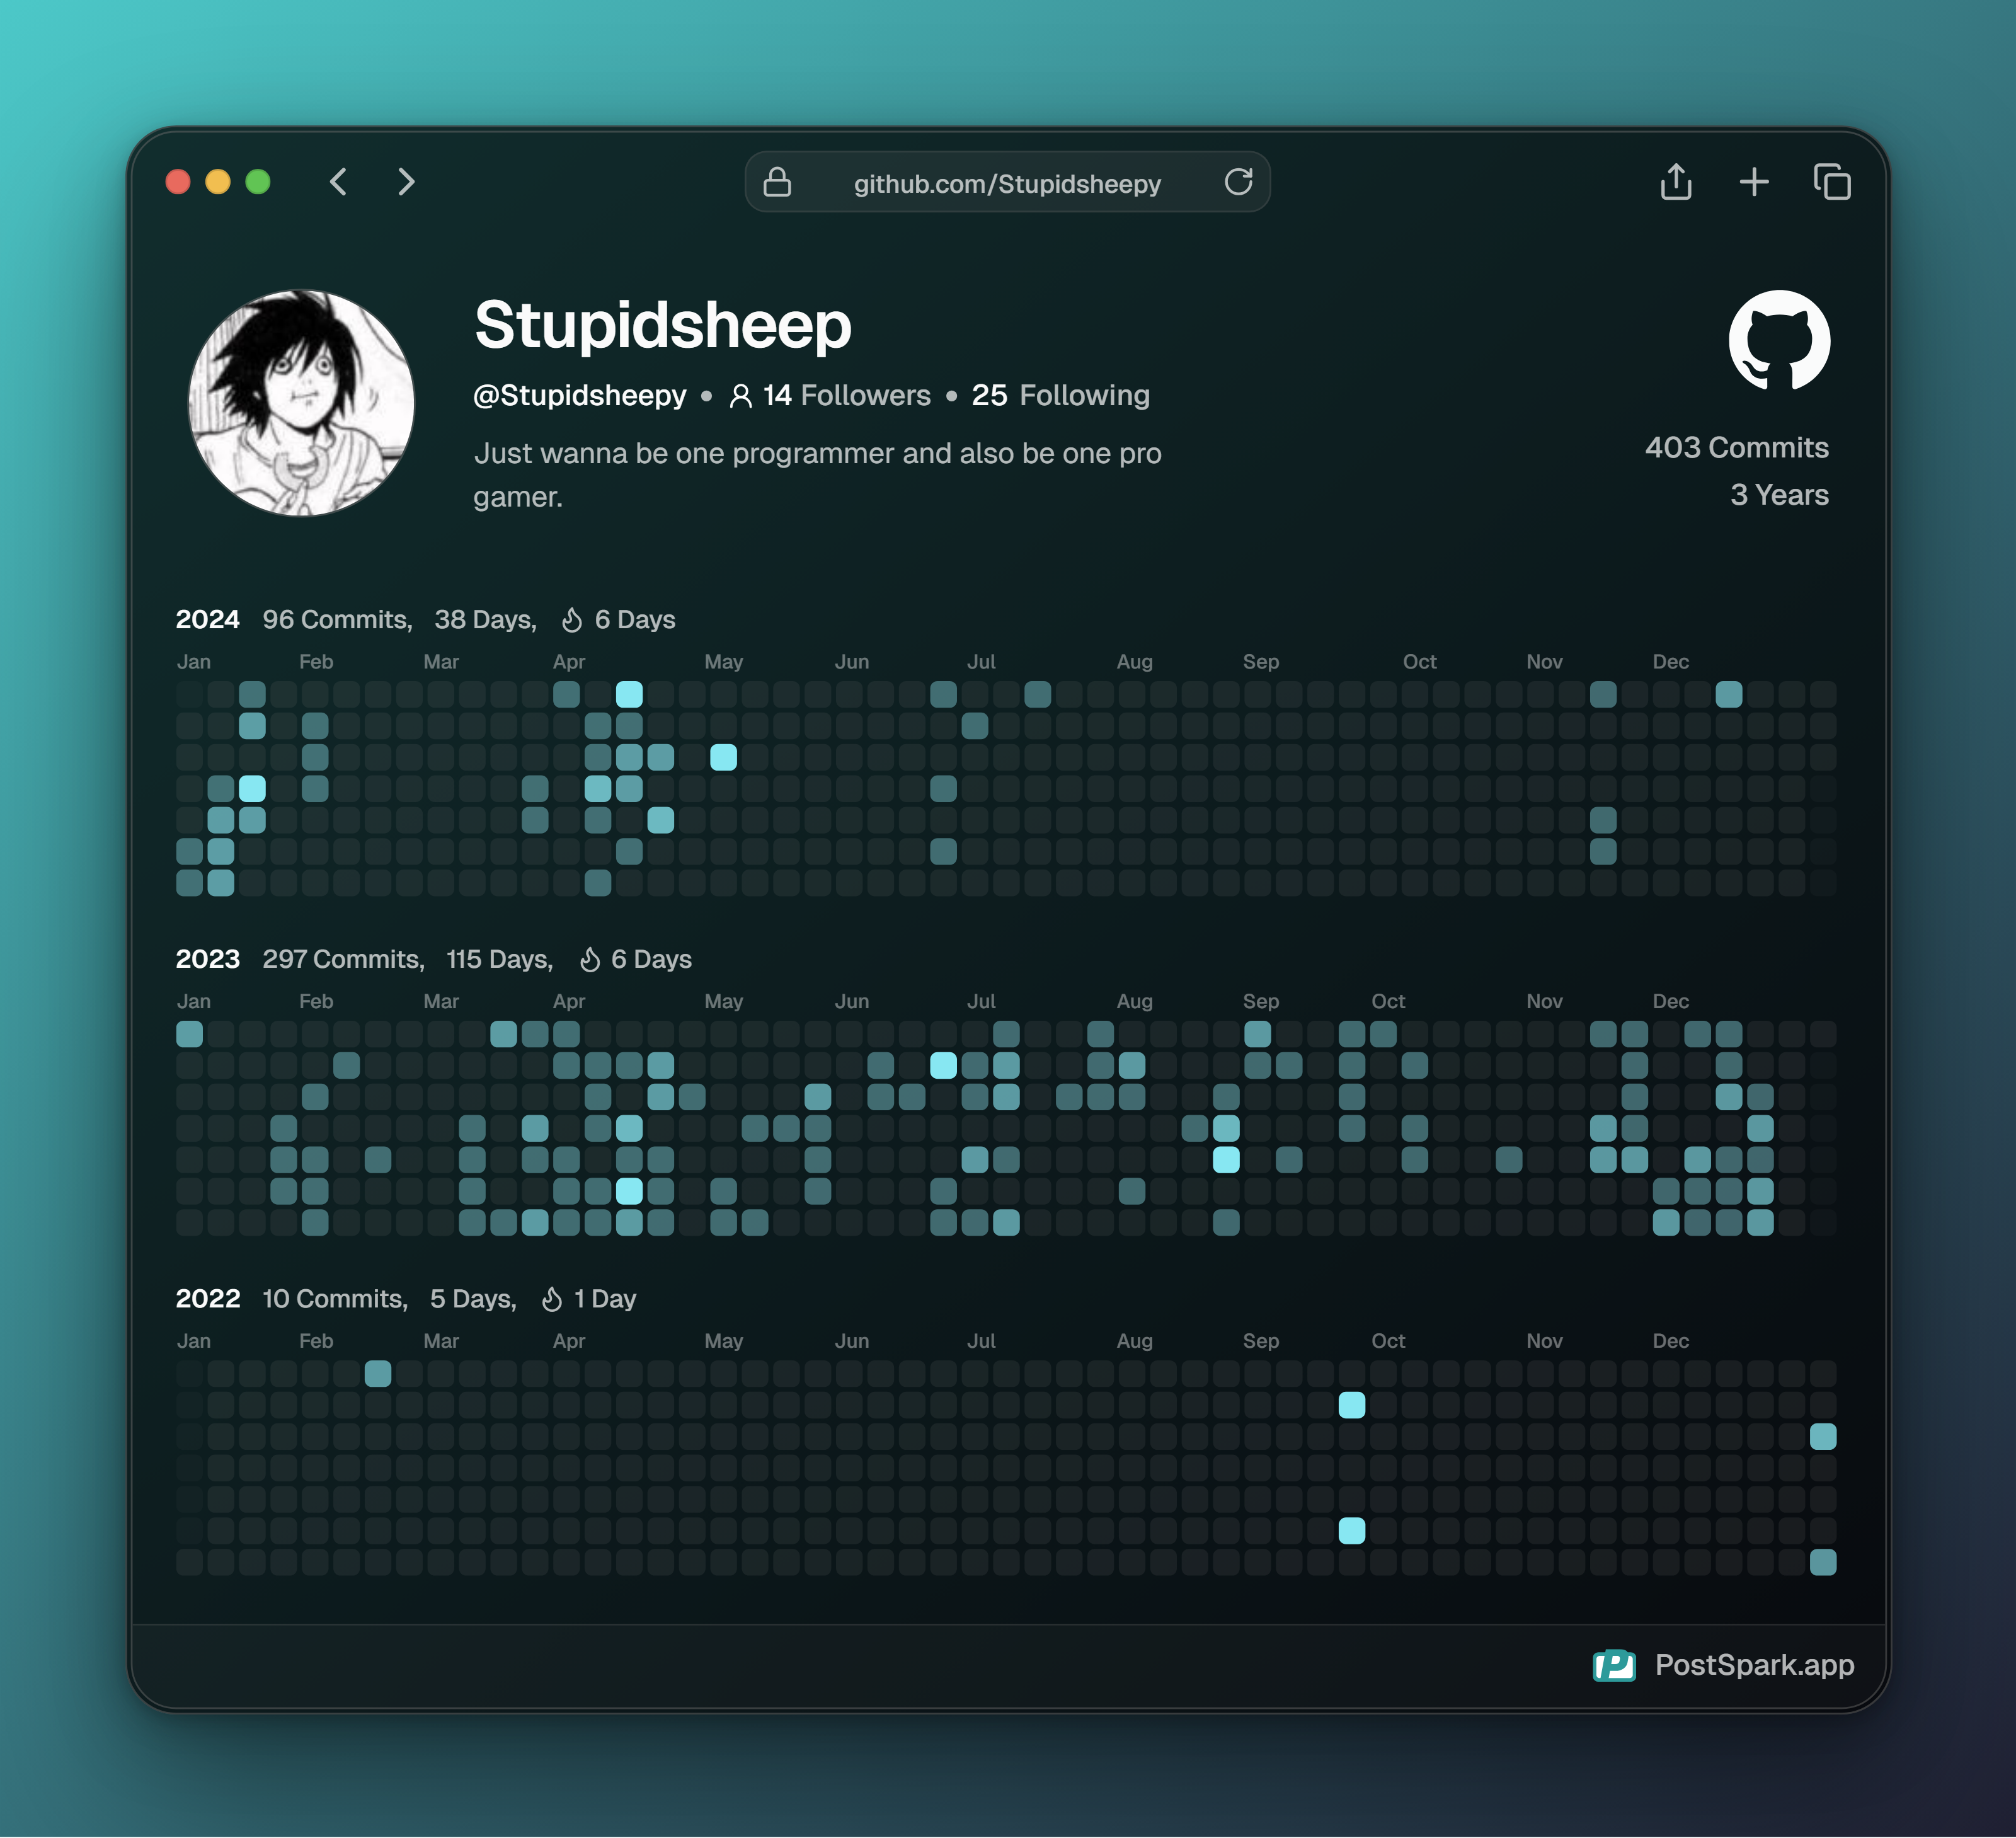 github.com/Stupidsheepy
Stupidsheep
@Stupidsheepy • 14 Followers • 25 Following
Just wanna be one programmer and also be one pro
gamer.
403 Commits
3 Years
2024 96 Commits, 38 Days, 6 Days
Jan Feb Mar Apr May Jun Jul Aug Sep Oct Nov Dec
2023 297 Commits, 115 Days, 6 Days
Jan Feb Mar Apr May Jun Jul Aug Sep Oct Nov Dec
2022 10 Commits, 5 Days, 1 Day
Jan Feb Mar Apr May Jun Jul Aug Sep Oct Nov Dec
P PostSpark.app